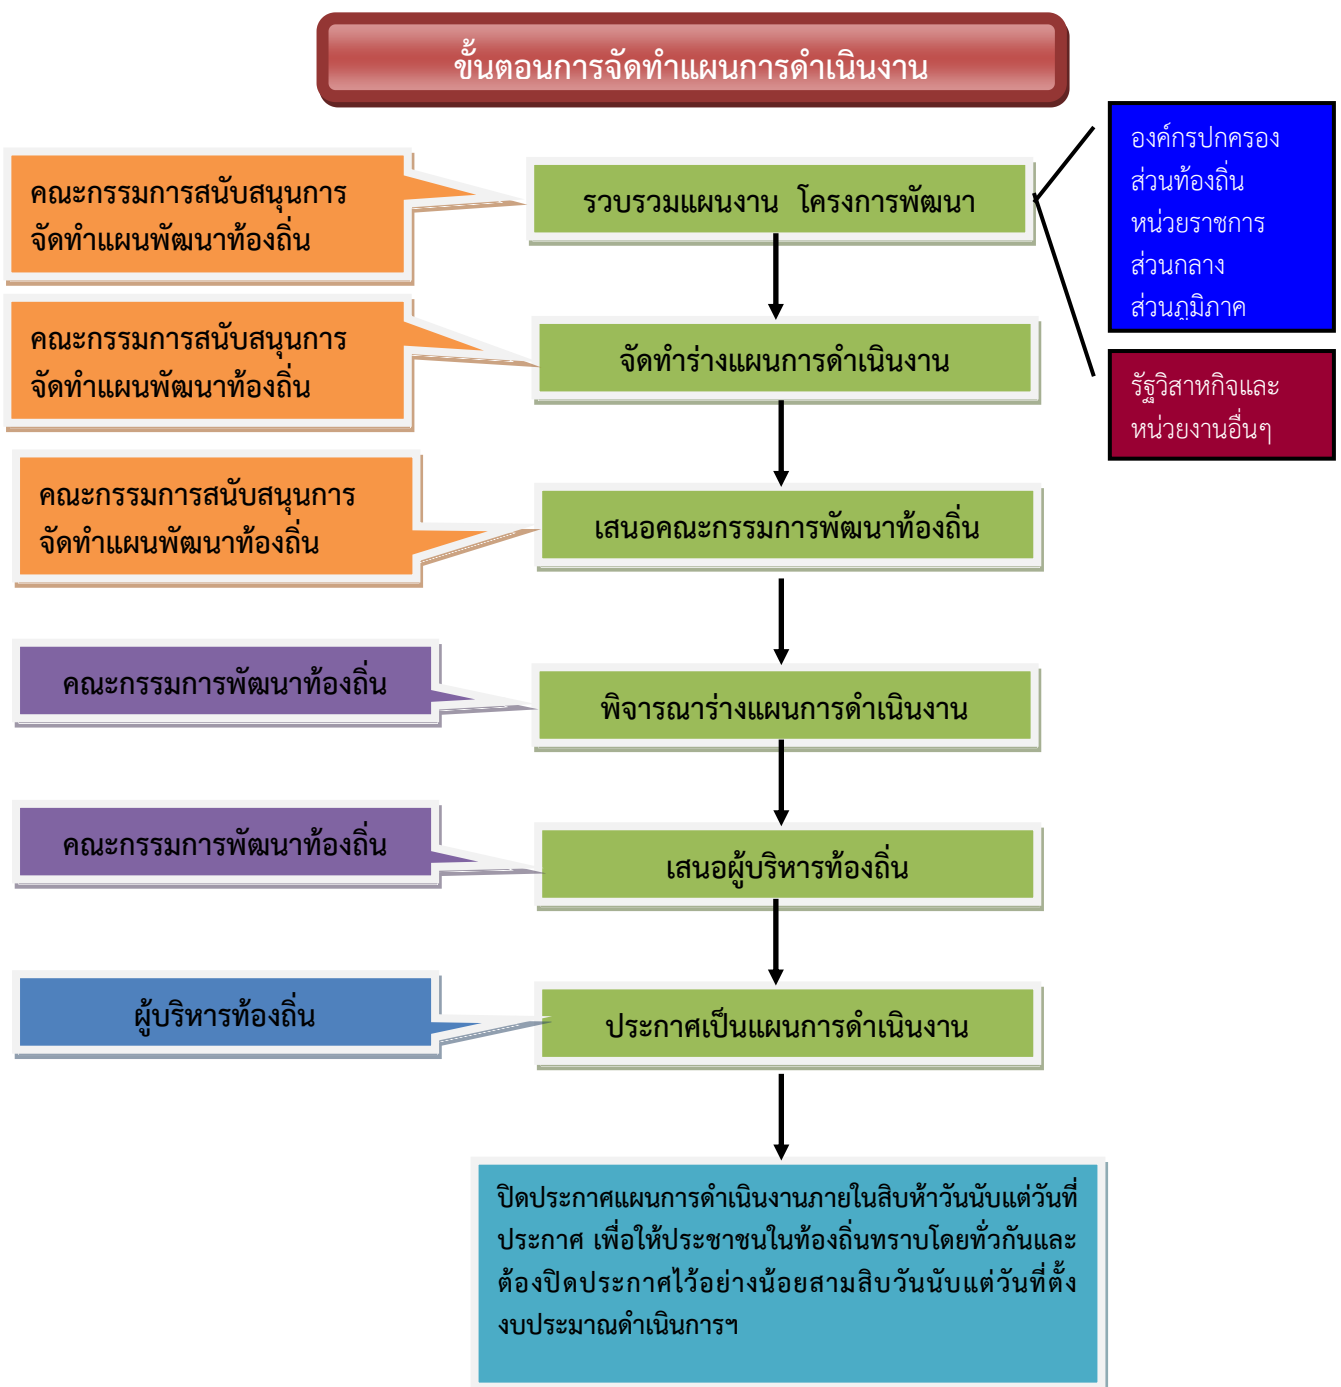 ขั้นตอนการจัดทำแผนการดำเนินงาน
องค์กรปกครอง
ส่วนท้องถิ่น
หน่วยราชการ
ส่วนกลาง
ส่วนภูมิภาค
คณะกรรมการสนับสนุนการ
จัดทำแผนพัฒนาท้องถิ่น
รวบรวมแผนงาน โครงการพัฒนา
คณะกรรมการสนับสนุนการ
จัดทำแผนพัฒนาท้องถิ่น
จัดทำร่างแผนการดำเนินงาน
รัฐวิสาหกิจและ
หน่วยงานอื่นๆ
คณะกรรมการสนับสนุนการ
จัดทำแผนพัฒนาท้องถิ่น
เสนอคณะกรรมการพัฒนาท้องถิ่น
คณะกรรมการพัฒนาท้องถิ่น
พิจารณาร่างแผนการดำเนินงาน
คณะกรรมการพัฒนาท้องถิ่น
เสนอผู้บริหารท้องถิ่น
ผู้บริหารท้องถิ่น
ประกาศเป็นแผนการดำเนินงาน
ปิดประกาศแผนการดำเนินงานภายในสิบห้าวันนับแต่วันที่
ประกาศ เพื่อให้ประชาชนในท้องถิ่นทราบโดยทั่วกันและ
ต้องปิดประกาศไว้อย่างน้อยสามสิบวันนับแต่วันที่ตั้ง
งบประมาณดำเนินการฯ